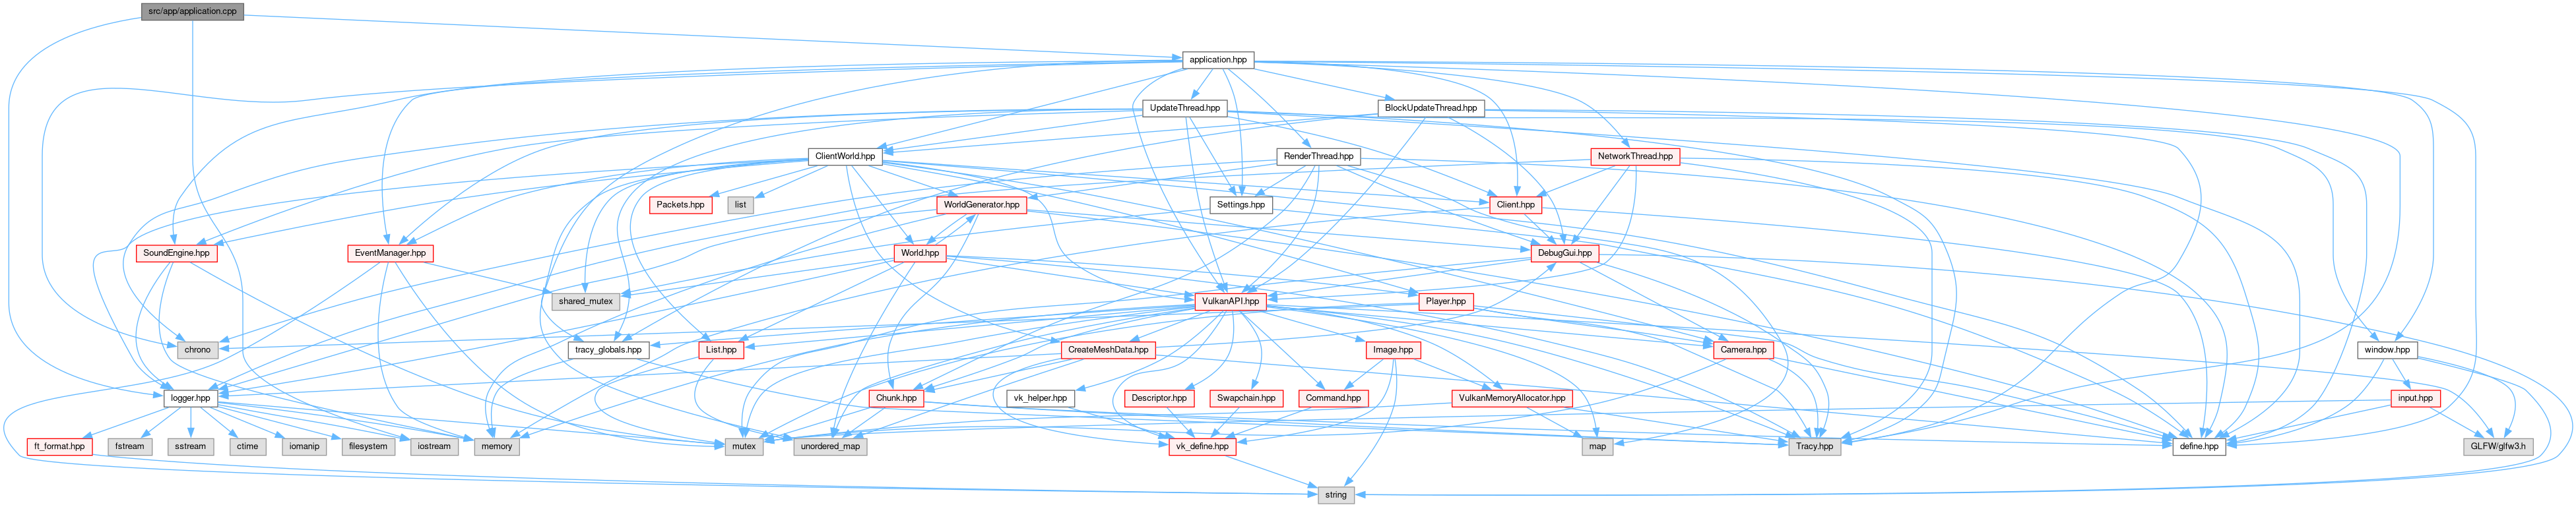 src/app/application.cpp
application.hpp
UpdateThread.hpp
BlockUpdateThread.hpp
ClientWorld.hpp
RenderThread.hpp
NetworkThread.hpp
Packets.hpp
list
WorldGenerator.hpp
Settings.hpp
Client.hpp
SoundEngine.hpp
EventManager.hpp
World.hpp
DebugGui.hpp
shared_mutex
VulkanAPI.hpp
Player.hpp
chrono
tracy_globals.hpp
List.hpp
CreateMeshData.hpp
Image.hpp
Camera.hpp
window.hpp
logger.hpp
Chunk.hpp
vk_helper.hpp
Descriptor.hpp
Swapchain.hpp
Command.hpp
VulkanMemoryAllocator.hpp
input.hpp
ft_format.hpp
fstream
sstream
ctime
iomanip
filesystem
iostream
memory
mutex
unordered_map
vk_define.hpp
map
Tracy.hpp
define.hpp
GLFW/glfw3.h
string